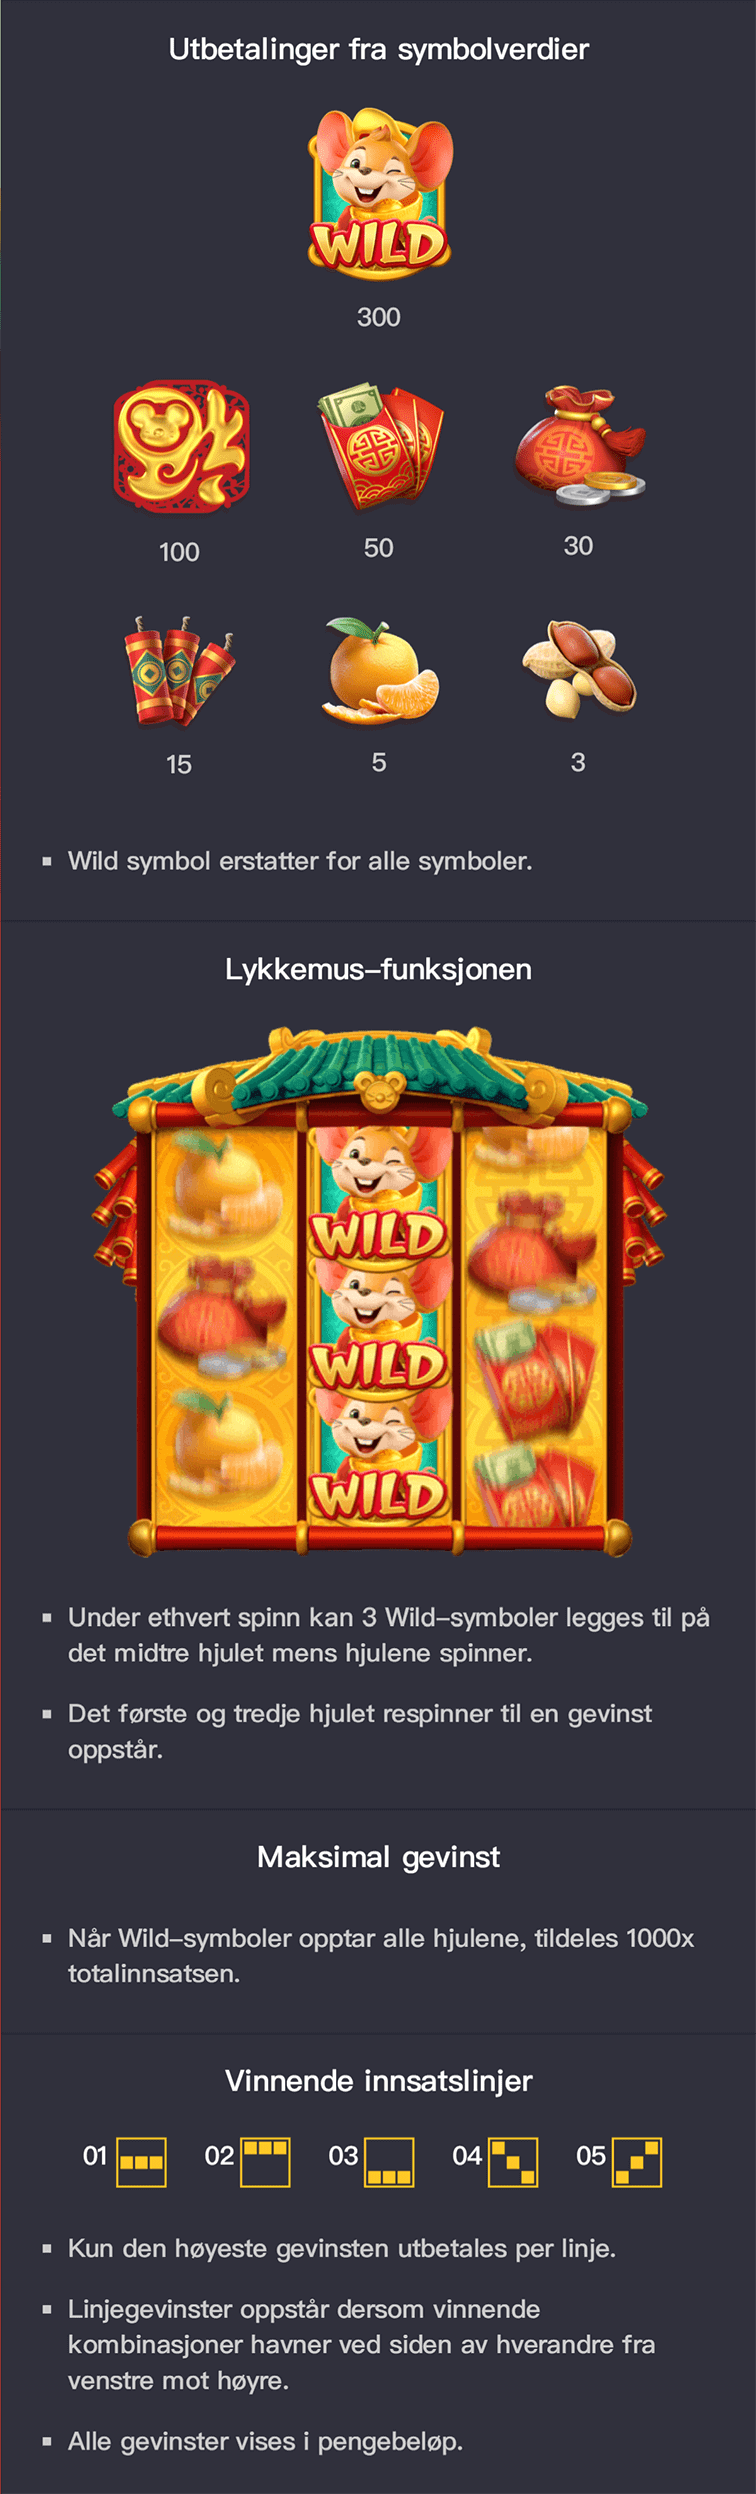 Utbetalinger fra symbolverdier
WILD
300
100
50
30
15
5
3
▪ Wild symbol erstatter for alle symboler.
Lykkemus–funksjonen
WILD
WILD
WILD
▪ Under ethvert spinn kan 3 Wild–symboler legges til på
det midtre hjulet mens hjulene spinner.
▪ Det første og tredje hjulet respinner til en gevinst
oppstår.
Maksimal gevinst
▪ Når Wild–symboler opptar alle hjulene, tildeles 1000x
totalinnsatsen.
Vinnende innsatslinjer
01 02 03 04 05
▪ Kun den høyeste gevinsten utbetales per linje.
▪ Linjegevinster oppstår dersom vinnende
kombinasjoner havner ved siden av hverandre fra
venstre mot høyre.
▪ Alle gevinster vises i pengebeløp.